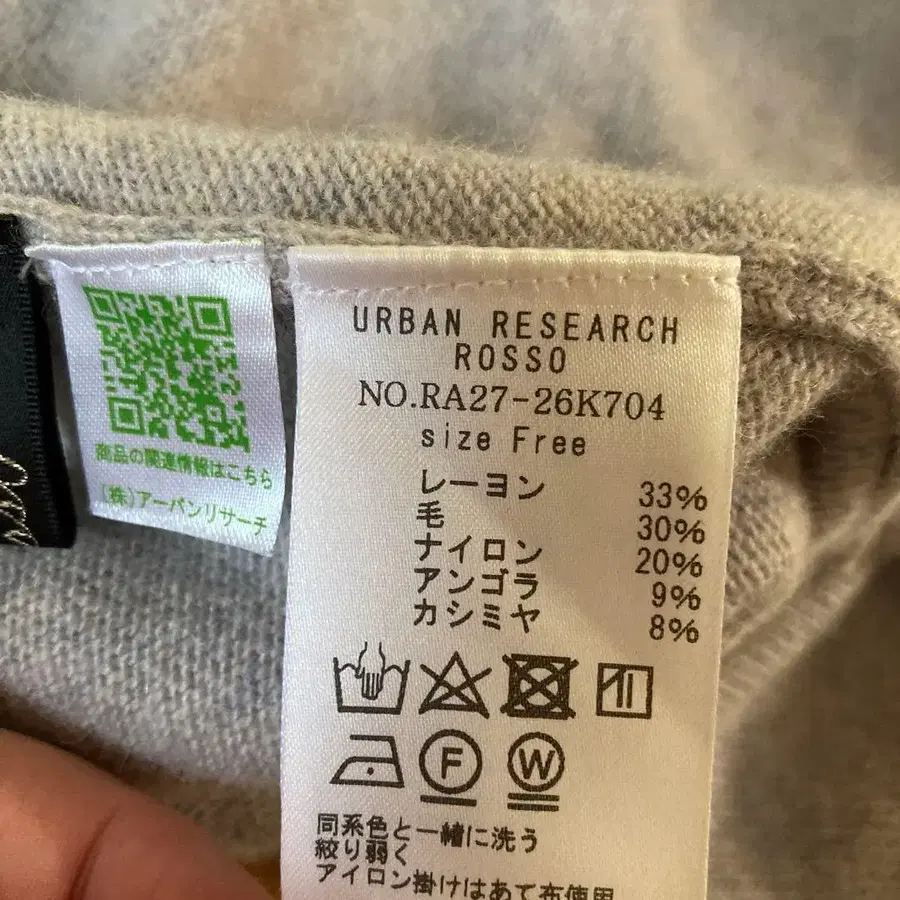 商品の関連情報はこちら
(株)アーバンリサーチ
URBAN RESEARCH
ROSSO
NO.RA27-26K704
size Free
レーヨン 33%
毛 30%
ナイロン 20%
アンゴラ 9%
カシミヤ 8%
F W
同系色と一緒に洗う
絞り弱く
アイロン掛けはあて布使用